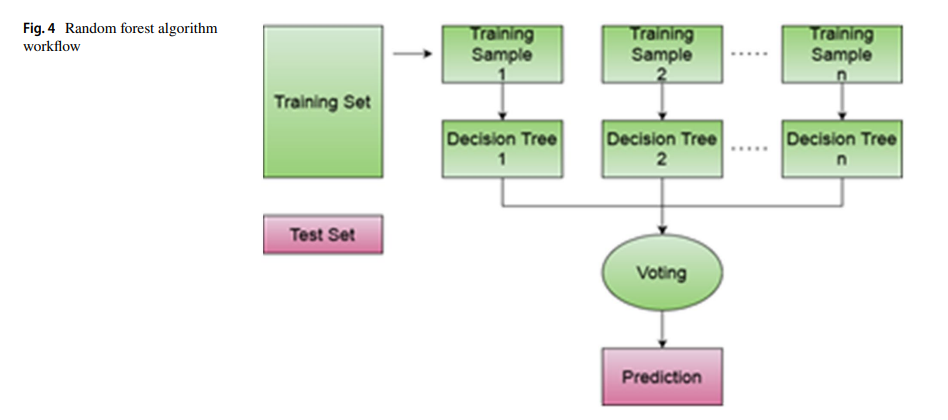 Fig. 4 Random forest algorithm
workflow
Training Set
Training
Sample
1
Training
Sample
2
Training
Sample
n
Decision Tree
1
Decision Tree
2
Decision Tree
n
Test Set
Voting
Prediction